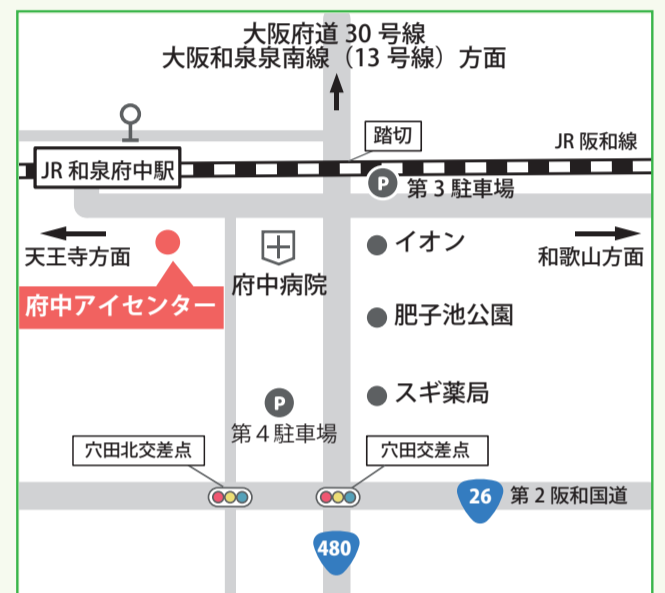 大阪府道 30 号線
大阪和泉泉南線（13 号線）方面
踏切
JR 阪和線
JR 和泉府中駅
P
第 3 駐車場
天王寺方面
イオン
和歌山方面
府中病院
府中アイセンター
肥子池公園
スギ薬局
P
第 4 駐車場
穴田北交差点
穴田交差点
26
第 2 阪和国道
480